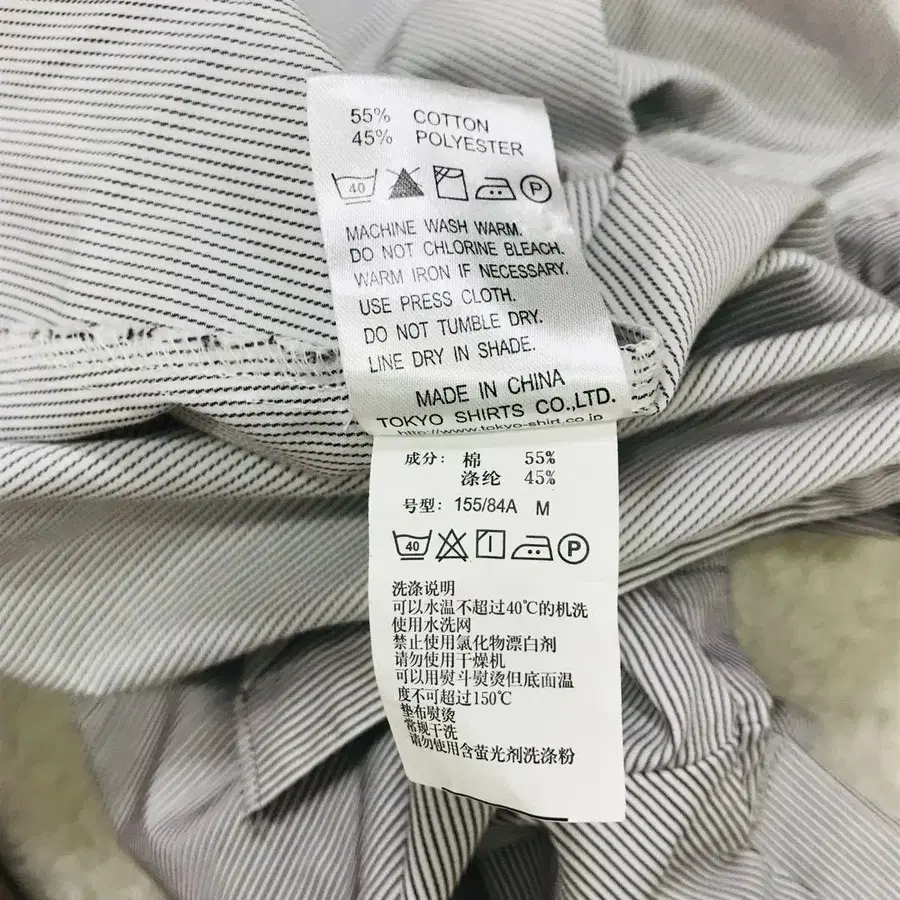 55% COTTON
45% POLYESTER
40 P
MACHINE WASH WARM.
DO NOT CHLORINE BLEACH.
WARM IRON IF NECESSARY.
USE PRESS CLOTH.
DO NOT TUMBLE DRY.
LINE DRY IN SHADE.
MADE IN CHINA
TOKYO SHIRTS CO.,LTD.
http://www.tokyo-shirt.co.jp
成分: 棉 55%
涤纶 45%
号型: 155/84A M
40 P
洗涤说明
可以水温不超过40℃的机洗
使用水洗网
禁止使用氯化物漂白剂
请勿使用干燥机
可以用熨斗熨烫但底面温
度不可超过150℃
垫布熨烫
常规干洗
请勿使用含萤光剂洗涤粉